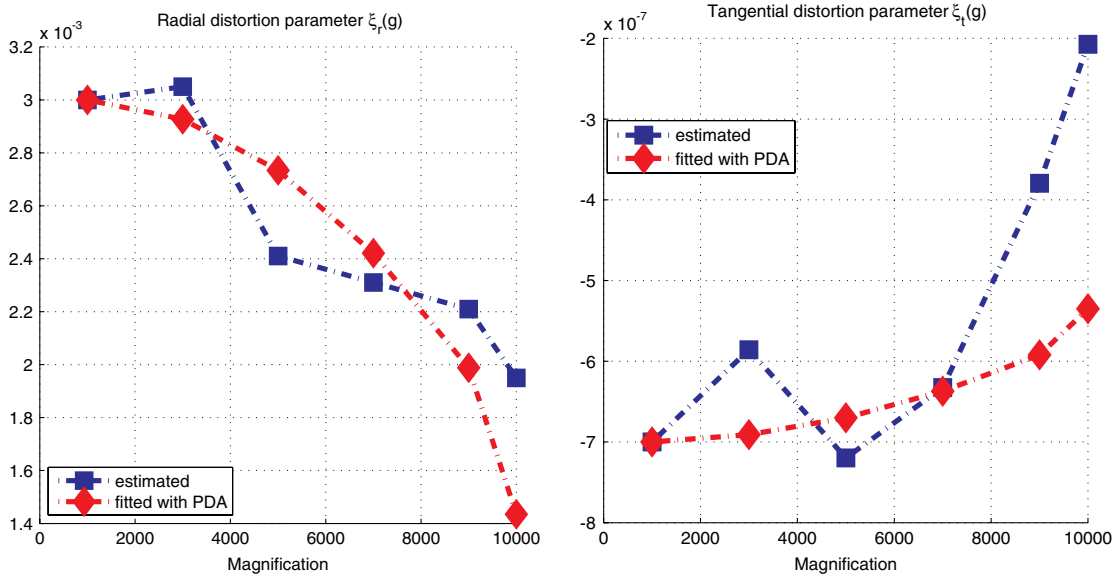 Radial distortion parameter ξr(g)
x 10^-3
3.2
3
2.8
2.6
2.4
2.2
2
1.8
1.6
1.4
estimated
fitted with PDA
0 2000 4000 6000 8000 10000
Magnification
Tangential distortion parameter ξt(g)
x 10^-7
-2
-3
-4
-5
-6
-7
-8
estimated
fitted with PDA
0 2000 4000 6000 8000 10000
Magnification